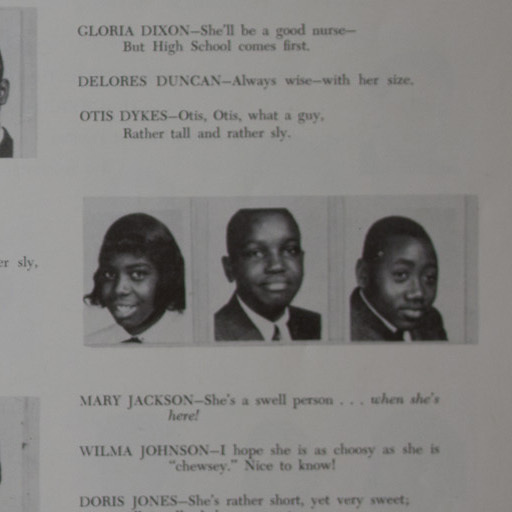 GLORIA DIXON—She'll be a good nurse—
But High School comes first.
DELORES DUNCAN—Always wise—with her size.
OTIS DYKES—Otis, Otis, what a guy,
Rather tall and rather sly.
er sly,
MARY JACKSON—She's a swell person . . . when she's
here!
WILMA JOHNSON—I hope she is as choosy as she is
"chewsey." Nice to know!
DORIS JONES—She's rather short, yet very sweet;